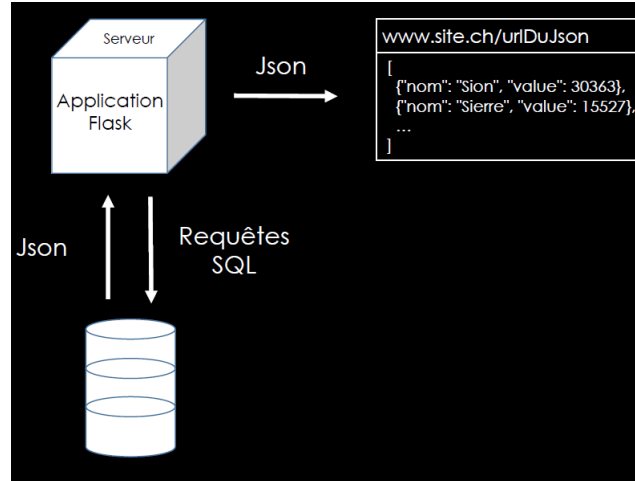 Serveur
Application
Flask
Json
www.site.ch/urlDuJson
[
{"nom": "Sion", "value": 30363},
{"nom": "Sierre", "value": 15527},
...
]
Json
Requêtes
SQL